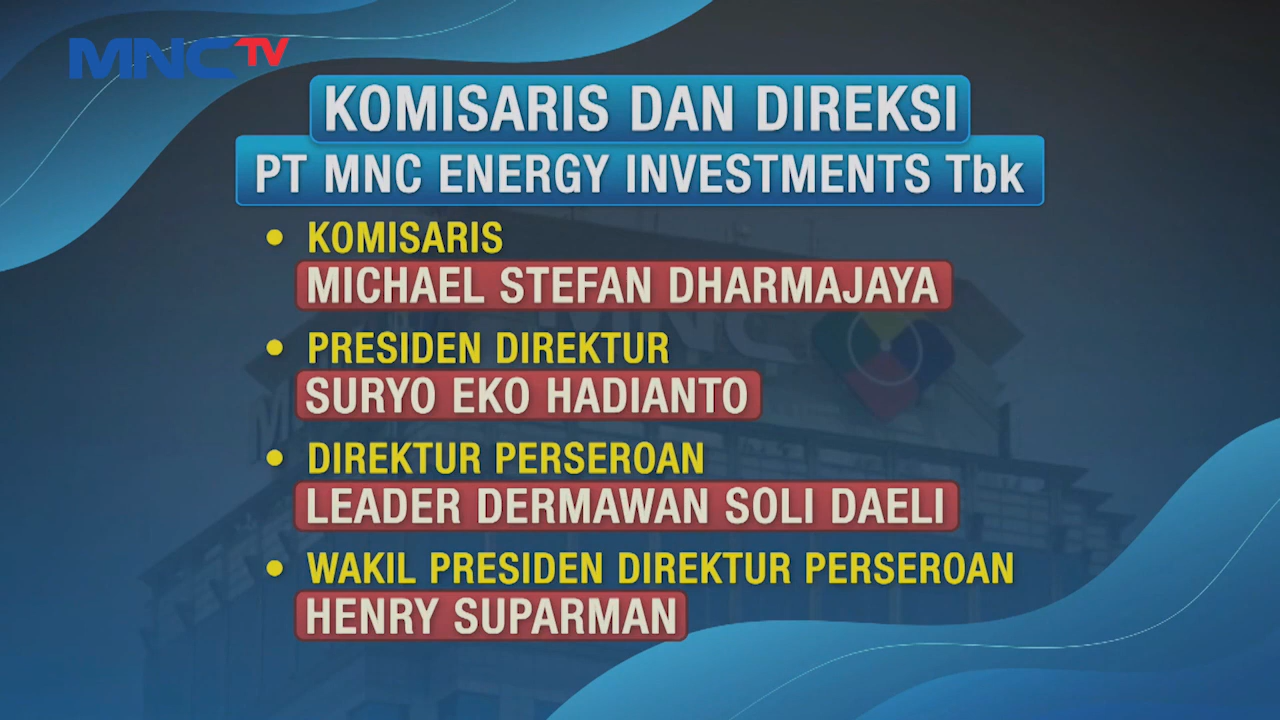 MNCTV
KOMISARIS DAN DIREKSI
PT MNC ENERGY INVESTMENTS Tbk
• KOMISARIS
MICHAEL STEFAN DHARMAJAYA
• PRESIDEN DIREKTUR
SURYO EKO HADIANTO
• DIREKTUR PERSEROAN
LEADER DERMAWAN SOLI DAELI
• WAKIL PRESIDEN DIREKTUR PERSEROAN
HENRY SUPARMAN
MNC